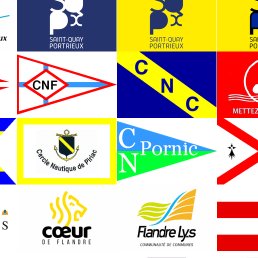 SAINT-QUAY
PORTRIEUX
SAINT-QUAY
PORTRIEUX
CNF
C N C
METTEZ
Cercle Nautique de Piriac
C
N Pornic
S
CŒUR
DE FLANDRE
Flandre Lys
COMMUNAUTÉ DE COMMUNES